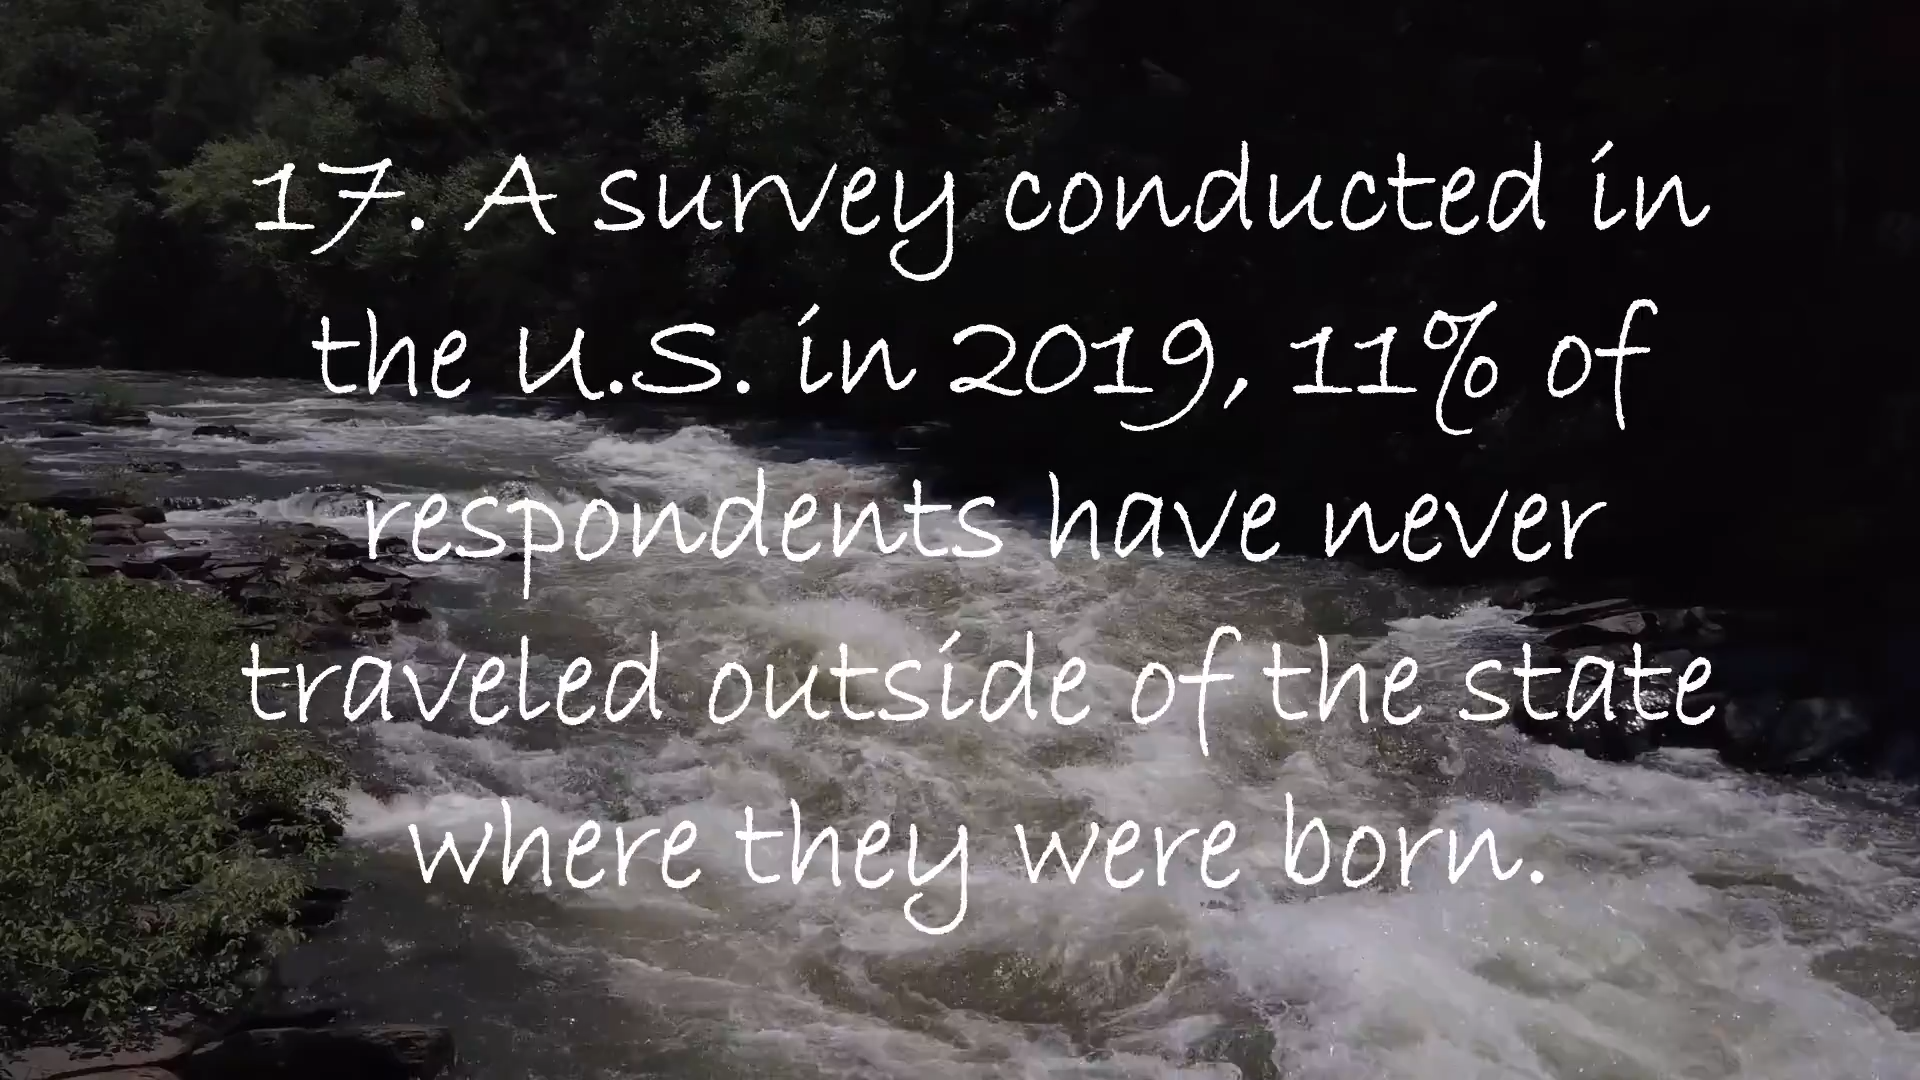 17. A survey conducted in
the U.S. in 2019, 11% of
respondents have never
traveled outside of the state
where they were born.